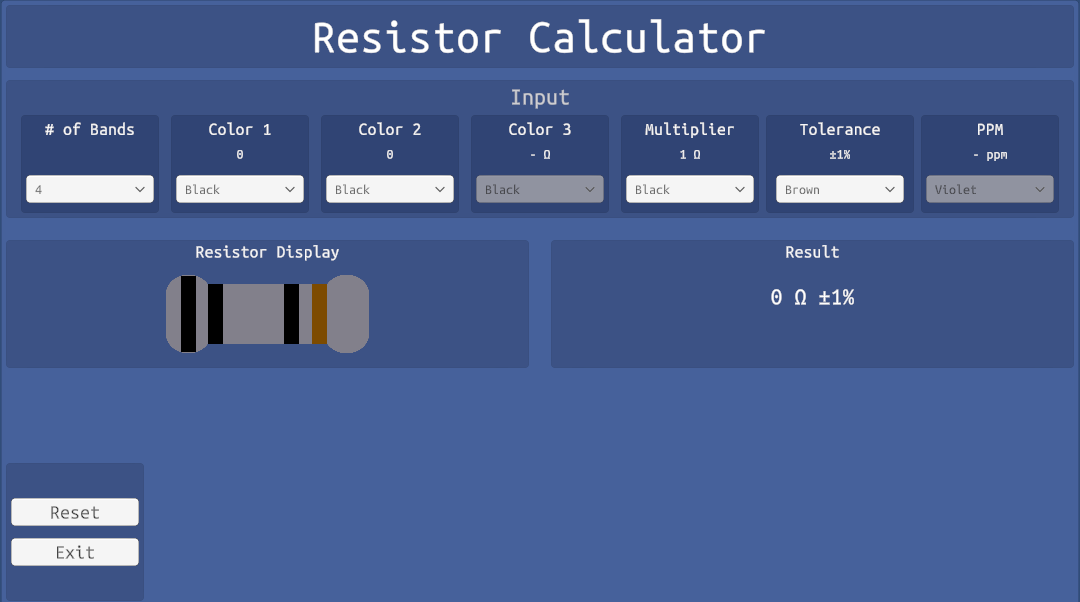 Resistor Calculator
Input
# of Bands Color 1 Color 2 Color 3 Multiplier Tolerance PPM
0 0 - Ω 1 Ω ±1% - ppm
4 Black Black Black Black Brown Violet
Resistor Display Result
0 Ω ±1%
Reset
Exit